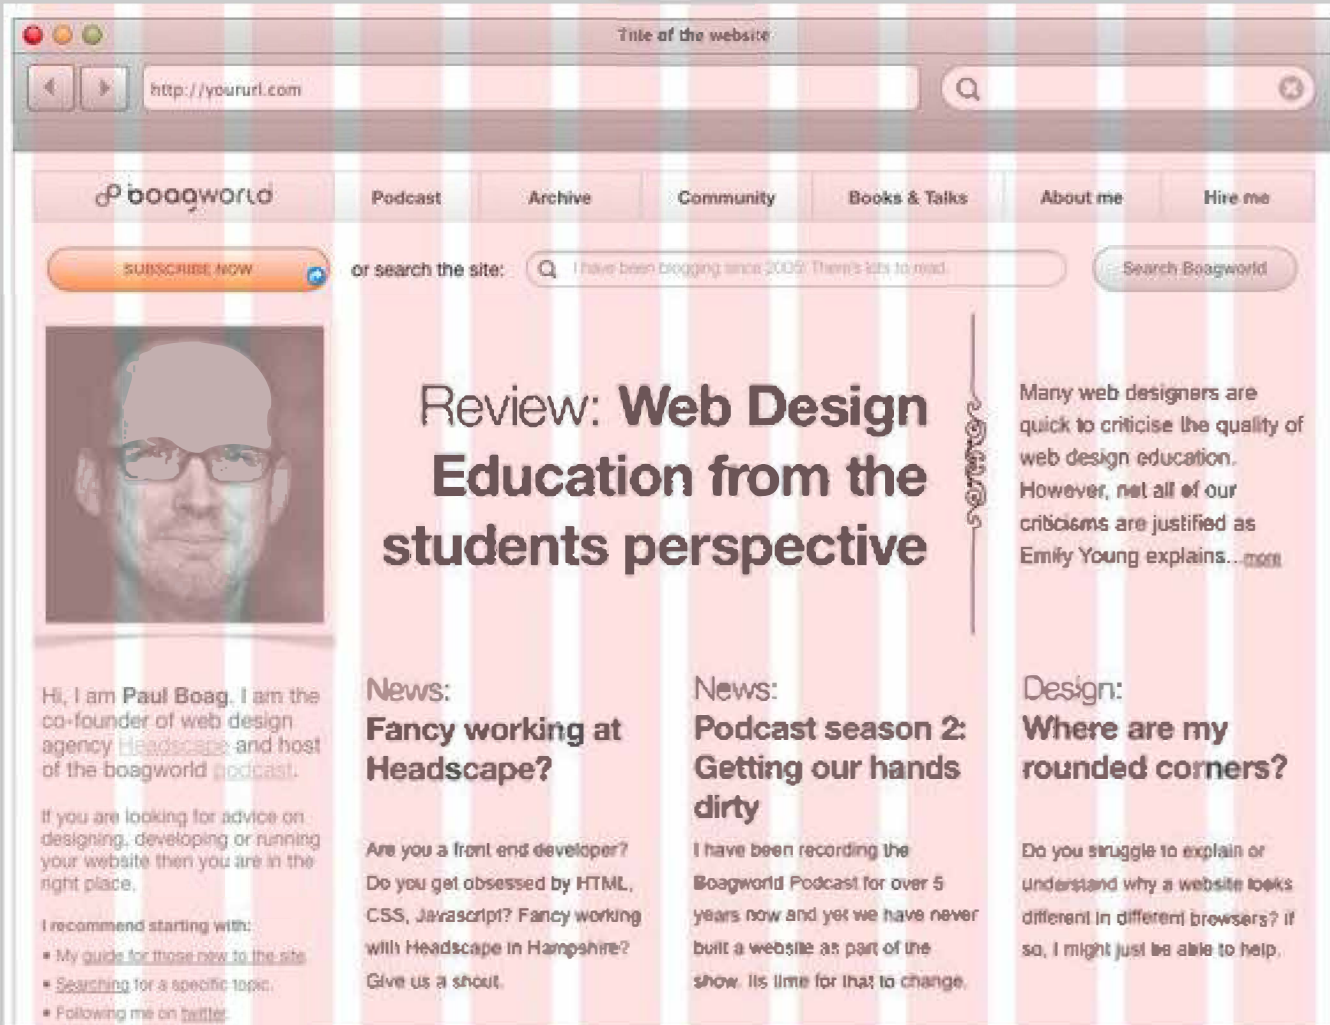 Title of the website
http://yoururl.com
boagworld
Podcast
Archive
Community
Books & Talks
About me
Hire me
SUBSCRIBE NOW
or search the site:
I have been blogging since 2005! There's lots to read.
Search Boagworld
Review: Web Design
Education from the
students perspective
Many web designers are
quick to criticise the quality of
web design education.
However, not all of our
criticisms are justified as
Emily Young explains...more
Hi, I am Paul Boag. I am the
co-founder of web design
agency Headscape and host
of the boagworld podcast.
If you are looking for advice on
designing, developing or running
your website then you are in the
right place.
I recommend starting with:
• My guide for those new to the site.
• Searching for a specific topic.
• Following me on twitter.
News:
Fancy working at
Headscape?
Are you a front end developer?
Do you get obsessed by HTML,
CSS, Javascript? Fancy working
with Headscape in Hampshire?
Give us a shout.
News:
Podcast season 2:
Getting our hands
dirty
I have been recording the
Boagworld Podcast for over 5
years now and yet we have never
built a website as part of the
show. Its time for that to change.
Design:
Where are my
rounded corners?
Do you struggle to explain or
understand why a website looks
different in different browsers? If
so, I might just be able to help.